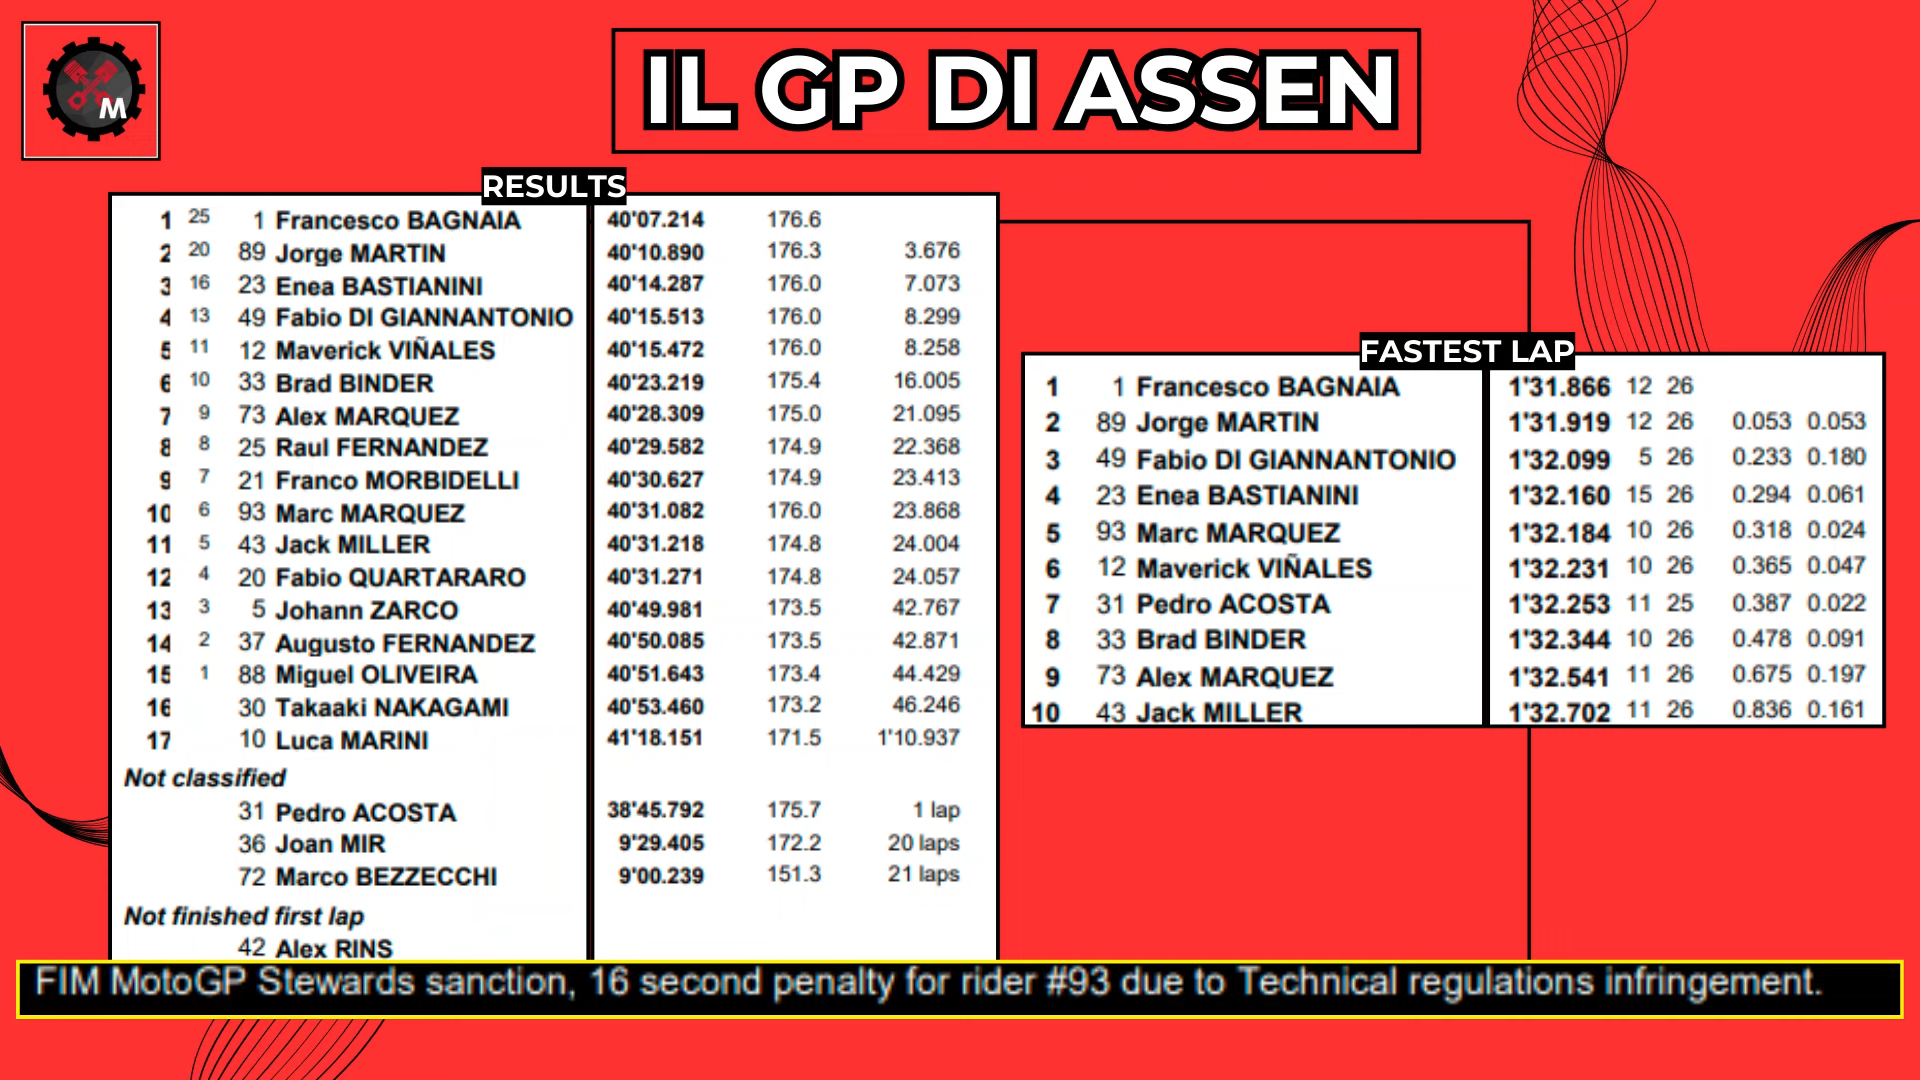 M
IL GP DI ASSEN
RESULTS
1 25 1 Francesco BAGNAIA 40'07.214 176.6
2 20 89 Jorge MARTIN 40'10.890 176.3 3.676
3 16 23 Enea BASTIANINI 40'14.287 176.0 7.073
4 13 49 Fabio DI GIANNANTONIO 40'15.513 176.0 8.299
5 11 12 Maverick VIÑALES 40'15.472 176.0 8.258
6 10 33 Brad BINDER 40'23.219 175.4 16.005
7 9 73 Alex MARQUEZ 40'28.309 175.0 21.095
8 8 25 Raul FERNANDEZ 40'29.582 174.9 22.368
9 7 21 Franco MORBIDELLI 40'30.627 174.9 23.413
10 6 93 Marc MARQUEZ 40'31.082 176.0 23.868
11 5 43 Jack MILLER 40'31.218 174.8 24.004
12 4 20 Fabio QUARTARARO 40'31.271 174.8 24.057
13 3 5 Johann ZARCO 40'49.981 173.5 42.767
14 2 37 Augusto FERNANDEZ 40'50.085 173.5 42.871
15 1 88 Miguel OLIVEIRA 40'51.643 173.4 44.429
16 30 Takaaki NAKAGAMI 40'53.460 173.2 46.246
17 10 Luca MARINI 41'18.151 171.5 1'10.937
Not classified
31 Pedro ACOSTA 38'45.792 175.7 1 lap
36 Joan MIR 9'29.405 172.2 20 laps
72 Marco BEZZECCHI 9'00.239 151.3 21 laps
Not finished first lap
42 Alex RINS
FASTEST LAP
1 1 Francesco BAGNAIA 1'31.866 12 26
2 89 Jorge MARTIN 1'31.919 12 26 0.053 0.053
3 49 Fabio DI GIANNANTONIO 1'32.099 5 26 0.233 0.180
4 23 Enea BASTIANINI 1'32.160 15 26 0.294 0.061
5 93 Marc MARQUEZ 1'32.184 10 26 0.318 0.024
6 12 Maverick VIÑALES 1'32.231 10 26 0.365 0.047
7 31 Pedro ACOSTA 1'32.253 11 25 0.387 0.022
8 33 Brad BINDER 1'32.344 10 26 0.478 0.091
9 73 Alex MARQUEZ 1'32.541 11 26 0.675 0.197
10 43 Jack MILLER 1'32.702 11 26 0.836 0.161
FIM MotoGP Stewards sanction, 16 second penalty for rider #93 due to Technical regulations infringement.